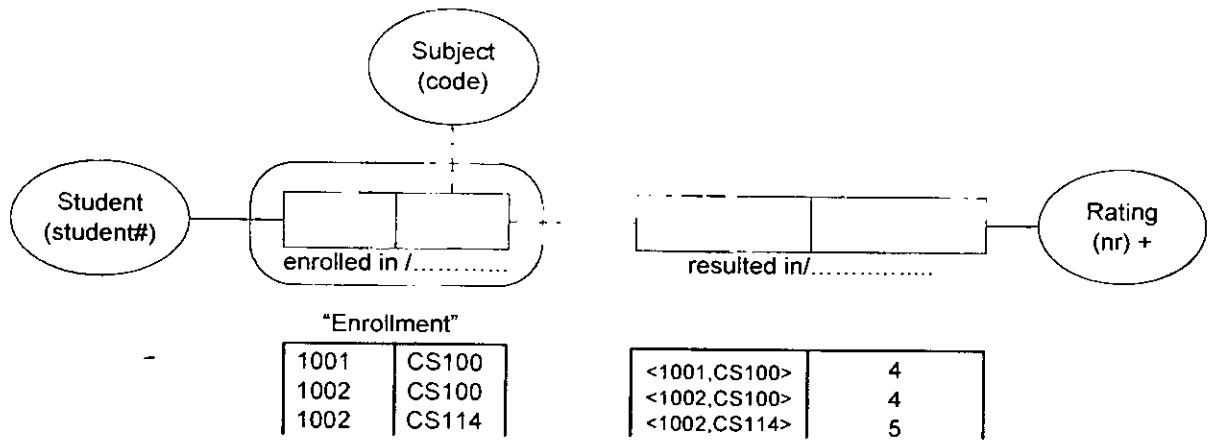 Subject
(code)
Student
(student#)
Rating
(nr) +
enrolled in /............
resulted in/................
"Enrollment"
1001 CS100
1002 CS100
1002 CS114
<1001,CS100> 4
<1002,CS100> 4
<1002,CS114> 5